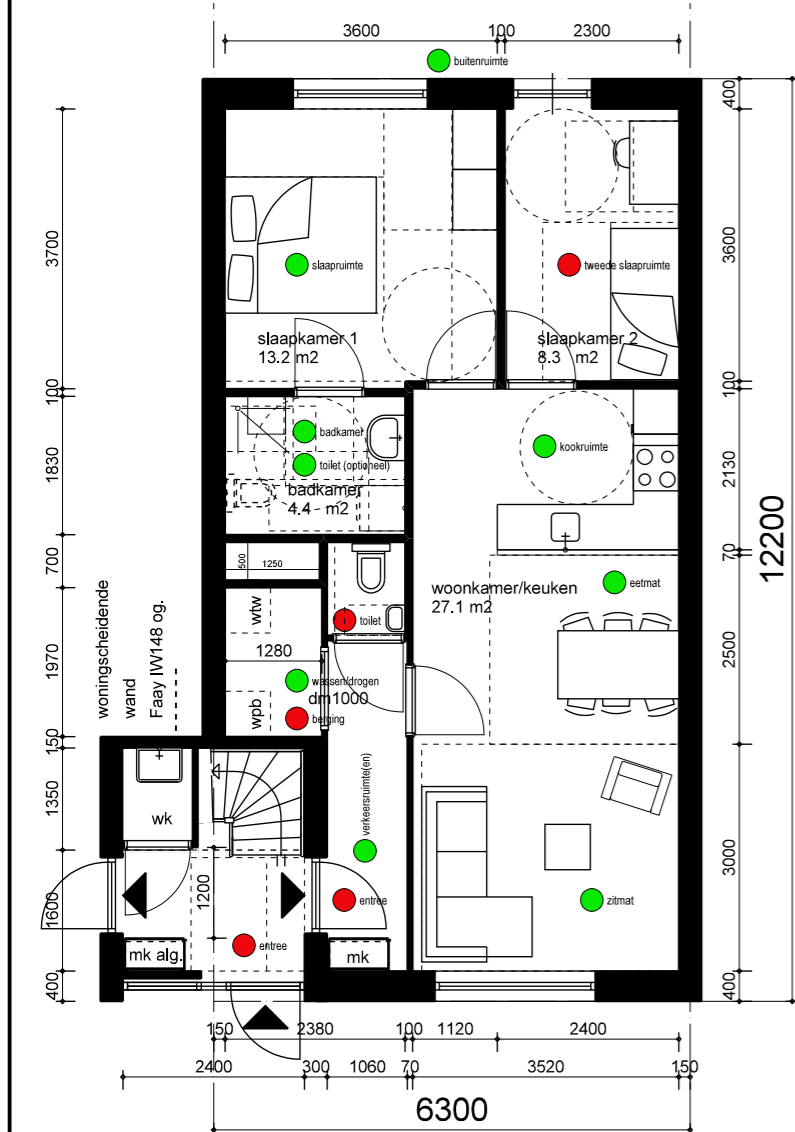 3600
100
2300
buitenruimte
400
3700
3600
slaapruimte
tweede slaapruimte
slaapkamer 1
13.2 m2
slaapkamer 2
8.3 m2
100
100
badkamer
kookruimte
1830
2130
toilet (optioneel)
badkamer
4.4 m2
12200
700
500
1250
70
woonkamer/keuken
27.1 m2
eetmat
wtw
toilet
woningscheidende
wand
Faay IW148 og.
1970
1280
2500
wassen/drogen
dm1000
wpb
berging
150
1350
wk
verkeersruimte(en)
3000
1600
1200
entree
zitmat
entree
mk alg.
mk
400
400
150
2380
100
1120
2400
2400
300
1060
70
3520
150
6300